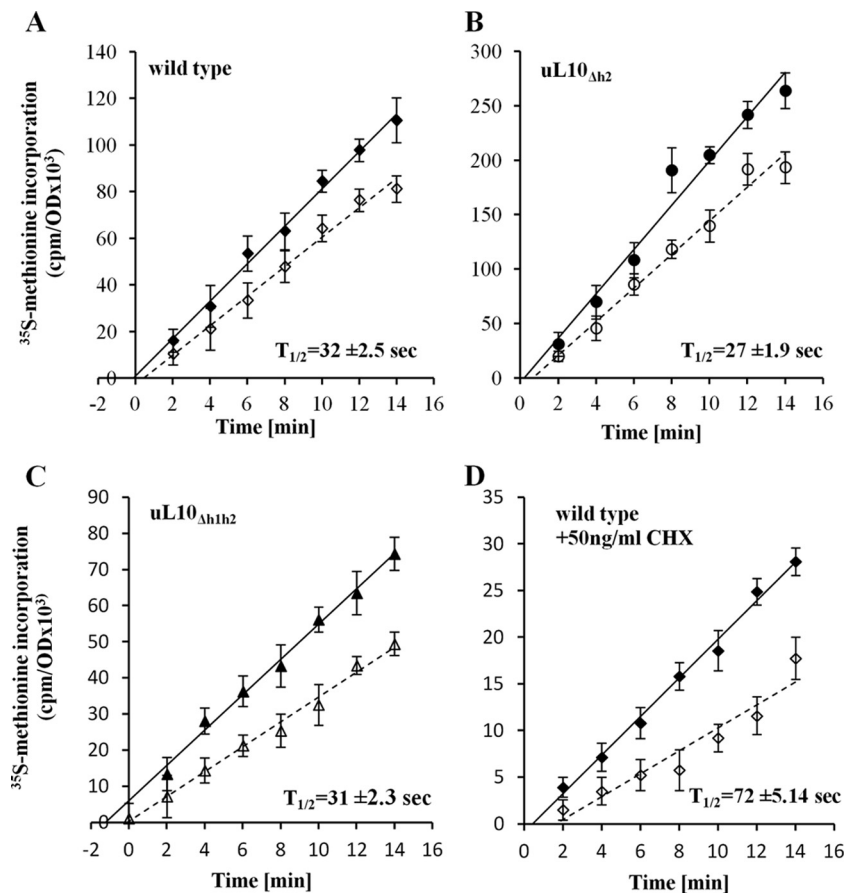 A
wild type
³⁵S-methionine incorporation
(cpm/ODx10³)
140
120
100
80
60
40
20
0
-2 0 2 4 6 8 10 12 14 16
T1/2=32 ±2.5 sec
Time [min]
B
uL10Δh2
300
250
200
150
100
50
0
0 2 4 6 8 10 12 14 16
T1/2=27 ±1.9 sec
Time [min]
C
uL10Δh1h2
³⁵S-methionine incorporation
(cpm/ODx10³)
90
80
70
60
50
40
30
20
10
0
-2 0 2 4 6 8 10 12 14 16
T1/2=31 ±2.3 sec
Time [min]
D
wild type
+50ng/ml CHX
35
30
25
20
15
10
5
0
0 2 4 6 8 10 12 14 16
T1/2=72 ±5.14 sec
Time [min]